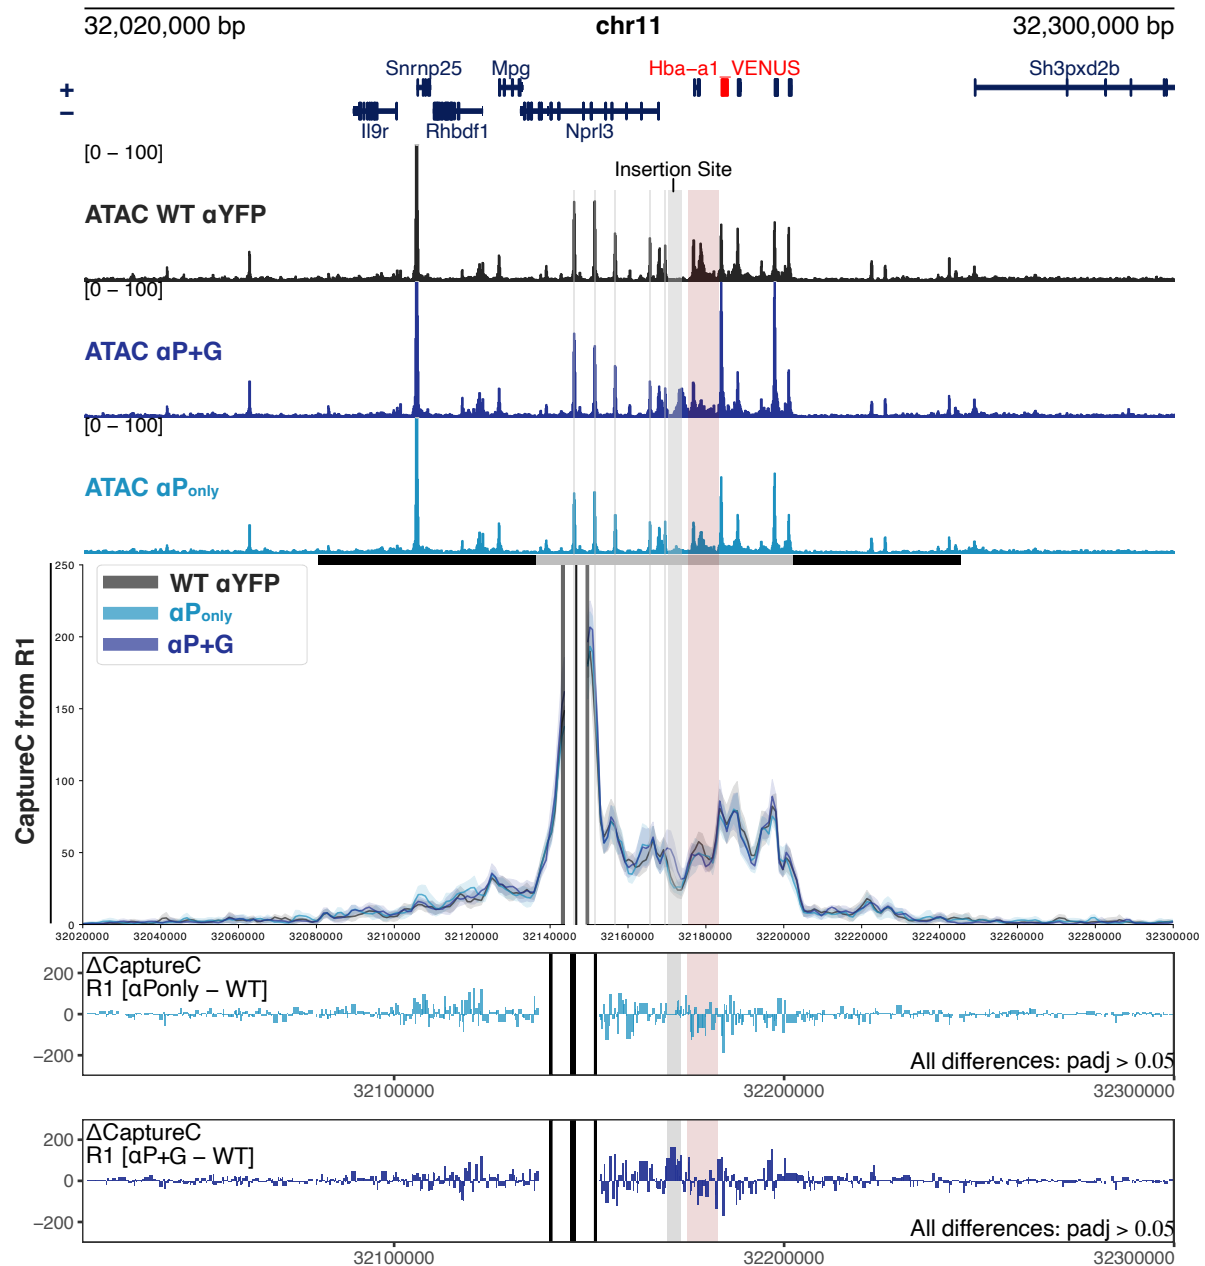 32,020,000 bp chr11 32,300,000 bp
Snrnp25 Mpg Hba-a1_VENUS Sh3pxd2b
+
−
Il9r Rhbdf1 Nprl3
[0 – 100]
Insertion Site
ATAC WT αYFP
[0 – 100]
ATAC αP+G
[0 – 100]
ATAC αPonly
CaptureC from R1
250
200
150
100
50
0
WT αYFP
αPonly
αP+G
32020000 32040000 32060000 32080000 32100000 32120000 32140000 32160000 32180000 32200000 32220000 32240000 32260000 32280000 32300000
ΔCaptureC
R1 [αPonly – WT]
200
0
−200
All differences: padj > 0.05
32100000 32200000 32300000
ΔCaptureC
R1 [αP+G – WT]
200
0
−200
All differences: padj > 0.05
32100000 32200000 32300000